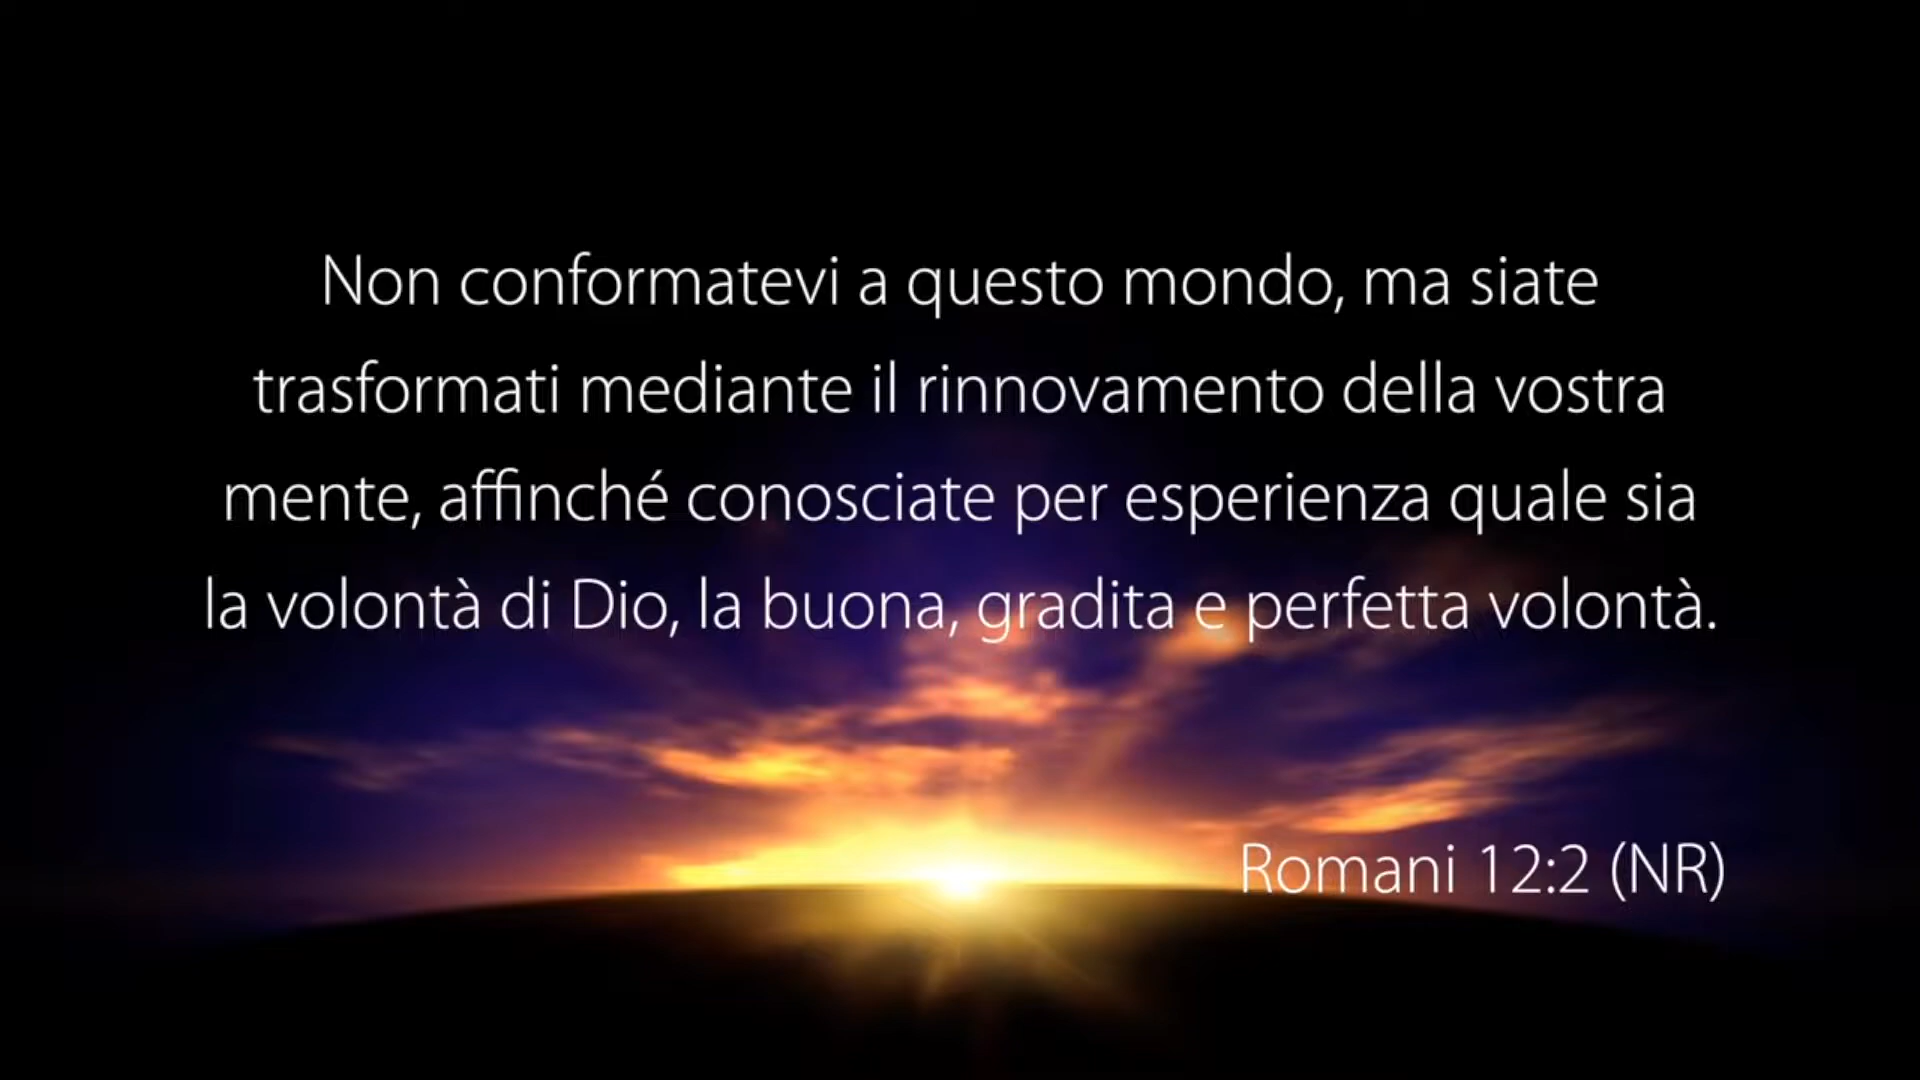 Non conformatevi a questo mondo, ma siate
trasformati mediante il rinnovamento della vostra
mente, affinché conosciate per esperienza quale sia
la volontà di Dio, la buona, gradita e perfetta volontà.
Romani 12:2 (NR)